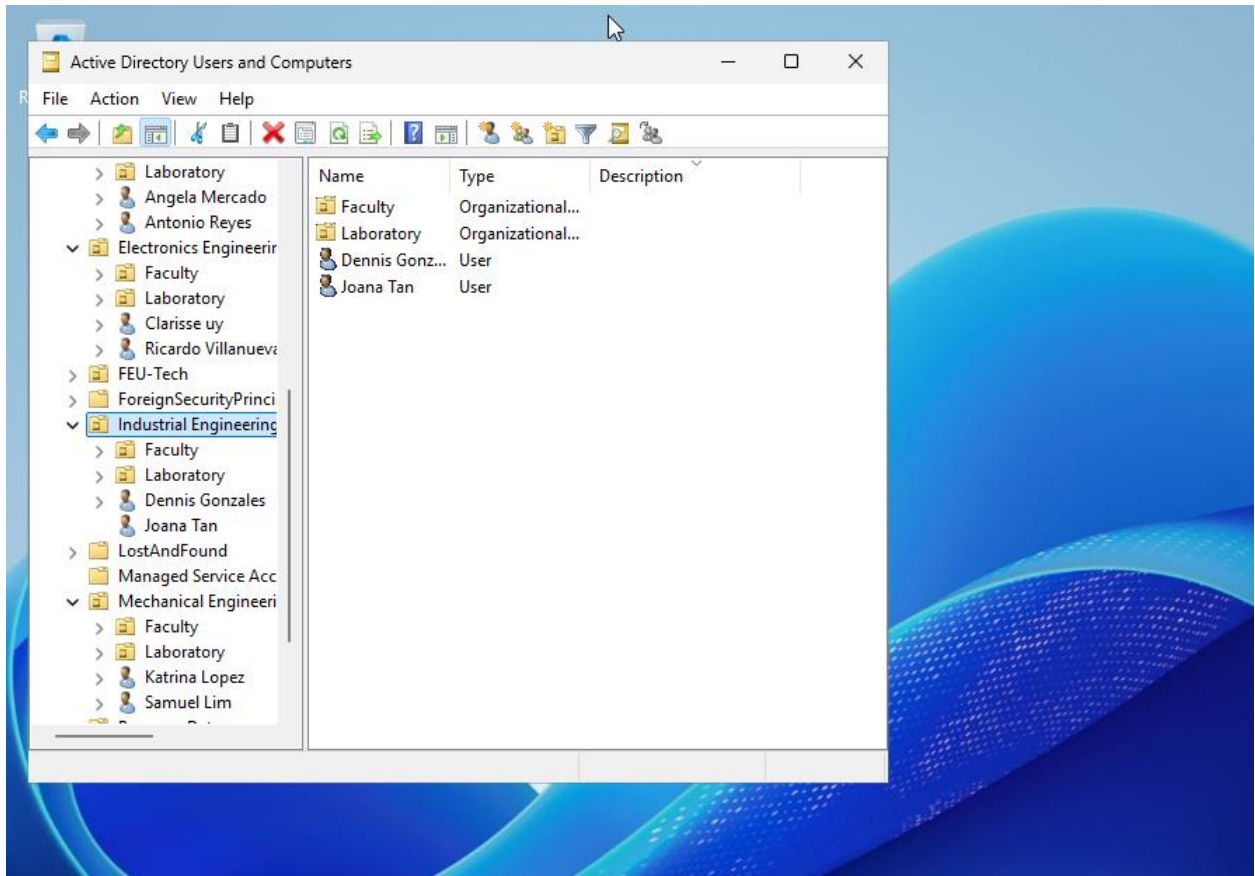 R
Active Directory Users and Computers
File Action View Help
Laboratory
Angela Mercado
Antonio Reyes
Electronics Engineerin
Faculty
Laboratory
Clarisse uy
Ricardo Villanueva
FEU-Tech
ForeignSecurityPrinci
Industrial Engineering
Faculty
Laboratory
Dennis Gonzales
Joana Tan
LostAndFound
Managed Service Acc
Mechanical Engineeri
Faculty
Laboratory
Katrina Lopez
Samuel Lim
Name Type Description
Faculty Organizational...
Laboratory Organizational...
Dennis Gonz... User
Joana Tan User